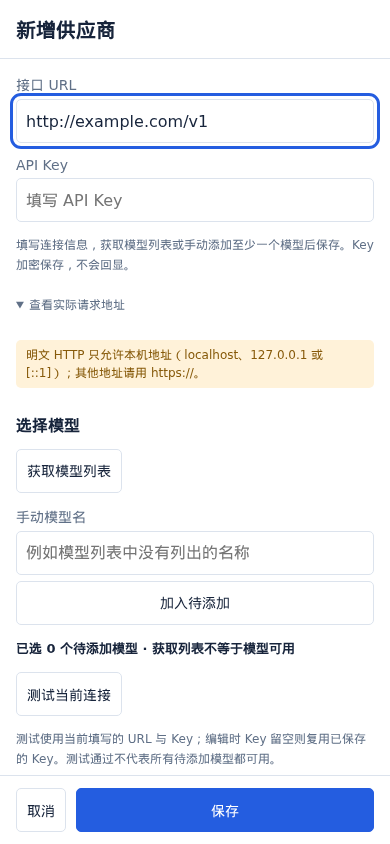 新增供应商
接口 URL
http://example.com/v1
API Key
填写 API Key
填写连接信息，获取模型列表或手动添加至少一个模型后保存。Key
加密保存，不会回显。
▼ 查看实际请求地址
明文 HTTP 只允许本机地址（localhost、127.0.0.1 或
[::1]）；其他地址请用 https://。
选择模型
获取模型列表
手动模型名
例如模型列表中没有列出的名称
加入待添加
已选 0 个待添加模型 · 获取列表不等于模型可用
测试当前连接
测试使用当前填写的 URL 与 Key；编辑时 Key 留空则复用已保存
的 Key。测试通过不代表所有待添加模型都可用。
取消
保存